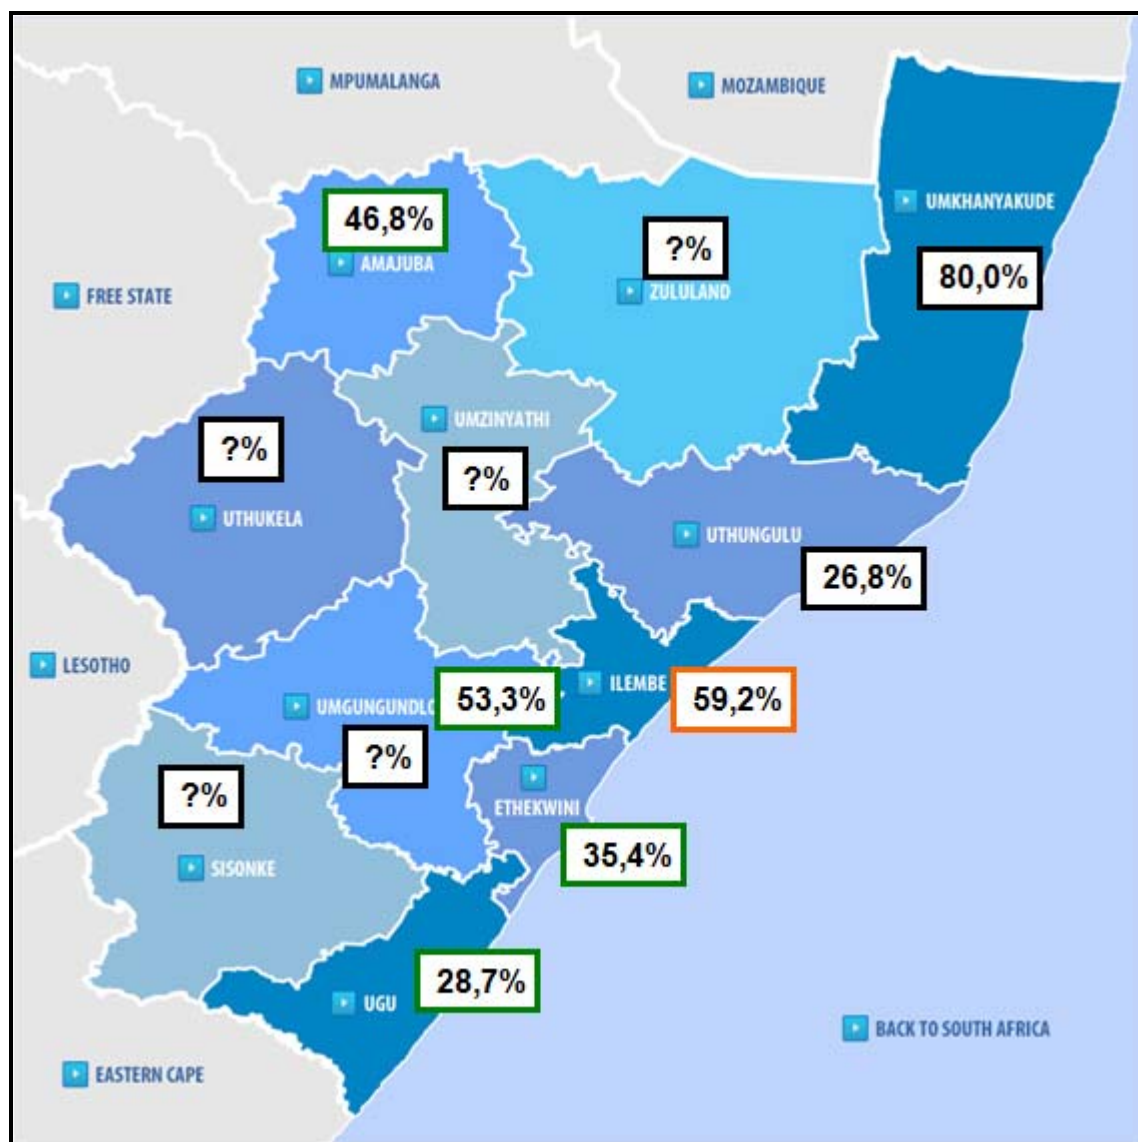 MPUMALANGA
MOZAMBIQUE
46,8%
AMAJUBA
?%
ZULULAND
UMKHANYAKUDE
80,0%
FREE STATE
UMZINYATHI
?%
?%
UTHUKELA
UTHUNGULU
26,8%
LESOTHO
ILEMBE
59,2%
53,3%
UMGUNGUNDLO
?%
?%
SISONKE
ETHEKWINI
35,4%
28,7%
UGU
BACK TO SOUTH AFRICA
EASTERN CAPE